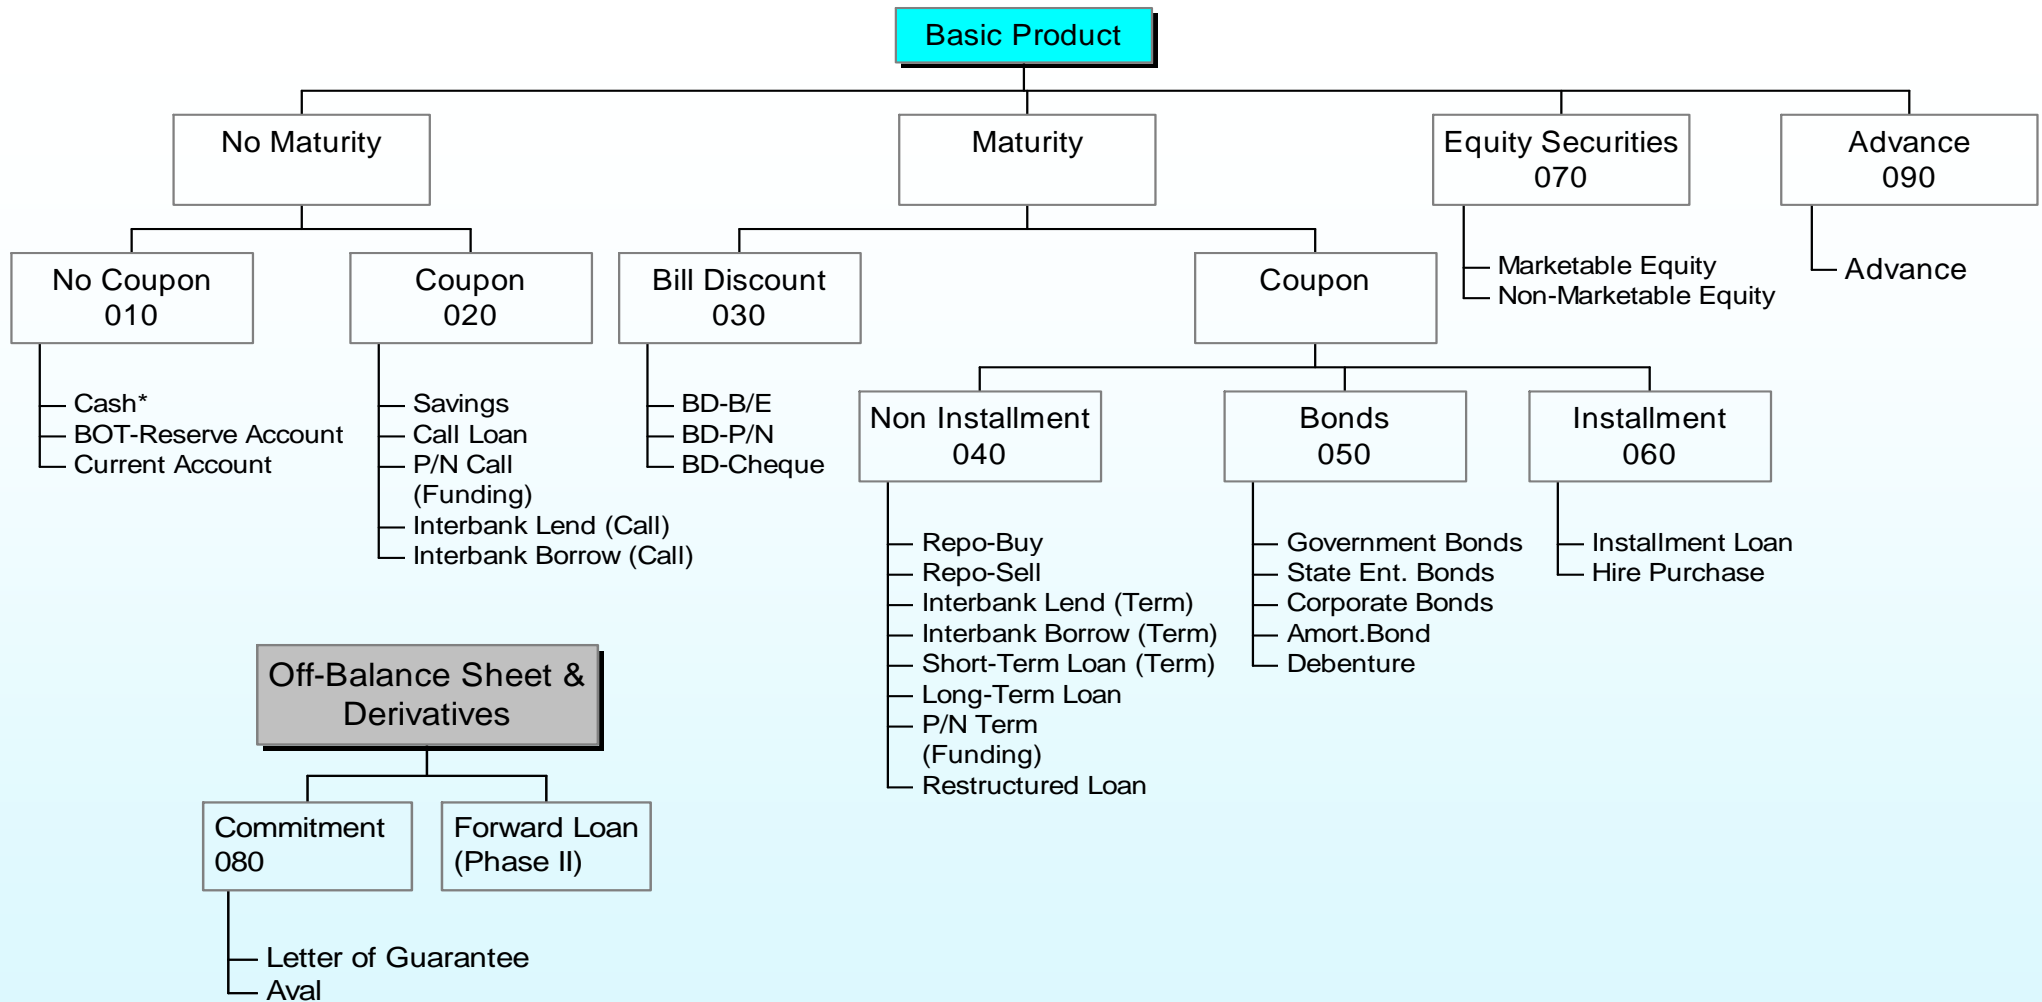 Basic Product
No Maturity
Maturity
Equity Securities
070
Advance
090
No Coupon
010
Coupon
020
Bill Discount
030
Coupon
Marketable Equity
Non-Marketable Equity
Advance
Cash*
BOT-Reserve Account
Current Account
Savings
Call Loan
P/N Call
(Funding)
Interbank Lend (Call)
Interbank Borrow (Call)
BD-B/E
BD-P/N
BD-Cheque
Non Installment
040
Bonds
050
Installment
060
Repo-Buy
Repo-Sell
Interbank Lend (Term)
Interbank Borrow (Term)
Short-Term Loan (Term)
Long-Term Loan
P/N Term
(Funding)
Restructured Loan
Government Bonds
State Ent. Bonds
Corporate Bonds
Amort.Bond
Debenture
Installment Loan
Hire Purchase
Off-Balance Sheet &
Derivatives
Commitment
080
Forward Loan
(Phase II)
Letter of Guarantee
Aval